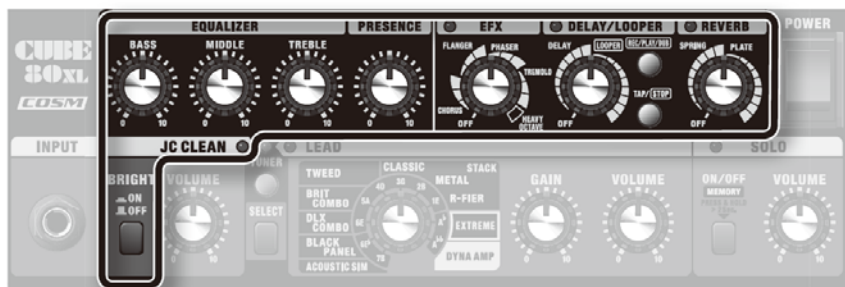 EQUALIZER PRESENCE EFX DELAY/LOOPER REVERB POWER
CUBE
80XL
COSM
BASS MIDDLE TREBLE
FLANGER PHASER TREMOLO HEAVY OCTAVE CHORUS OFF
DELAY LOOPER REC/PLAY/DUB TAP/STOP OFF
SPRING PLATE OFF
0 10 0 10 0 10 0 10
INPUT JC CLEAN LEAD SOLO
BRIGHT
ON
OFF
VOLUME
0 10
TUNER
SELECT
TWEED CLASSIC STACK
BRIT COMBO METAL
DLX COMBO R-FIER
BLACK PANEL EXTREME
ACOUSTIC SIM DYNA AMP
GAIN VOLUME
0 10 0 10
ON/OFF
MEMORY
VOLUME
0 10